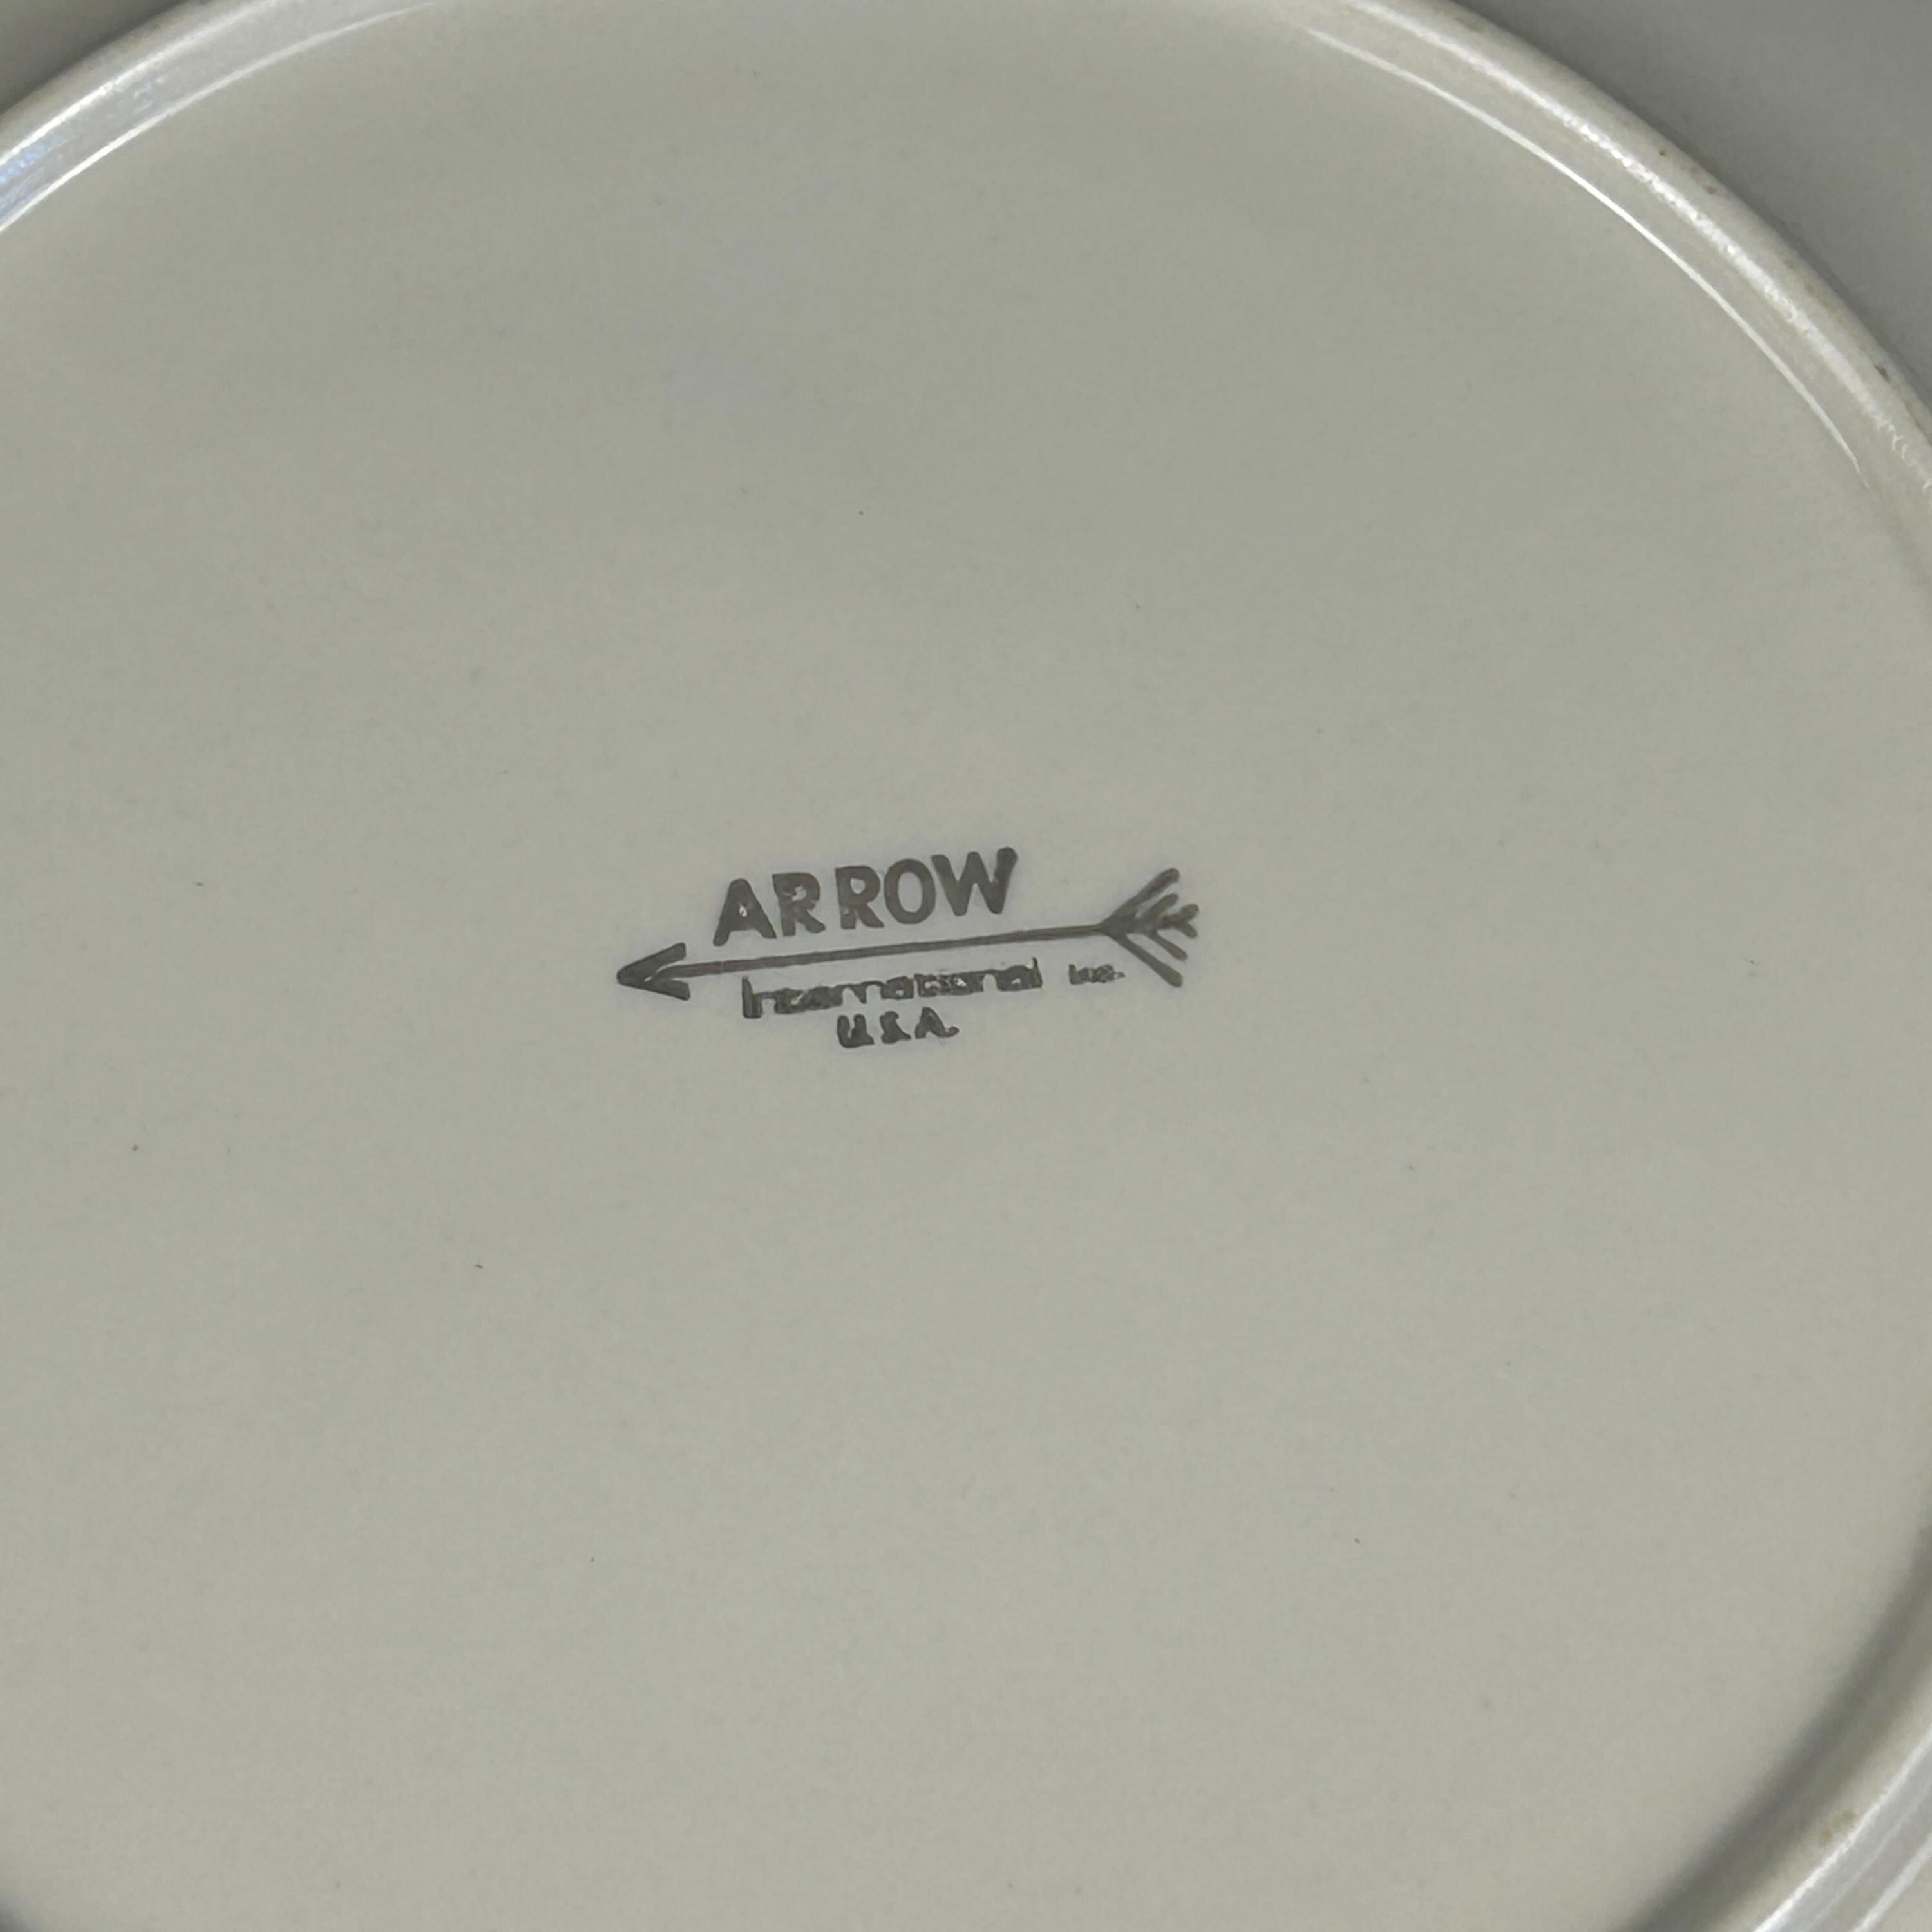 ARROW
International Inc.
U.S.A.